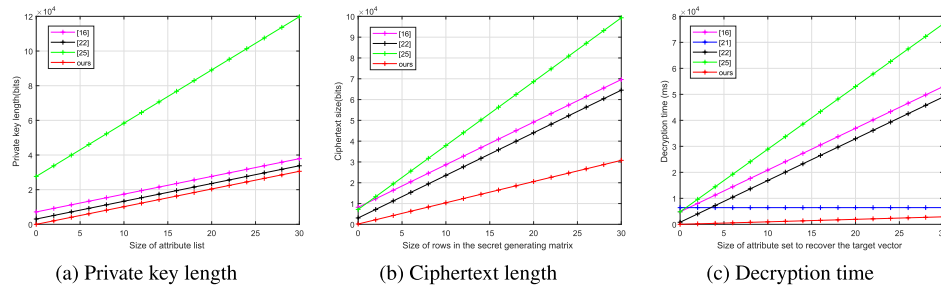 ×10^4
12
10
8
6
4
2
0
0 5 10 15 20 25 30
Private key length(bits)
Size of attribute list
[16]
[22]
[25]
ours
(a) Private key length
×10^4
10
9
8
7
6
5
4
3
2
1
0
0 5 10 15 20 25 30
Ciphertext size(bits)
Size of rows in the secret generating matrix
[16]
[22]
[25]
ours
(b) Ciphertext length
×10^4
8
7
6
5
4
3
2
1
0
0 5 10 15 20 25 30
Decryption time (ms)
Size of attribute set to recover the target vector
[16]
[21]
[22]
[25]
ours
(c) Decryption time